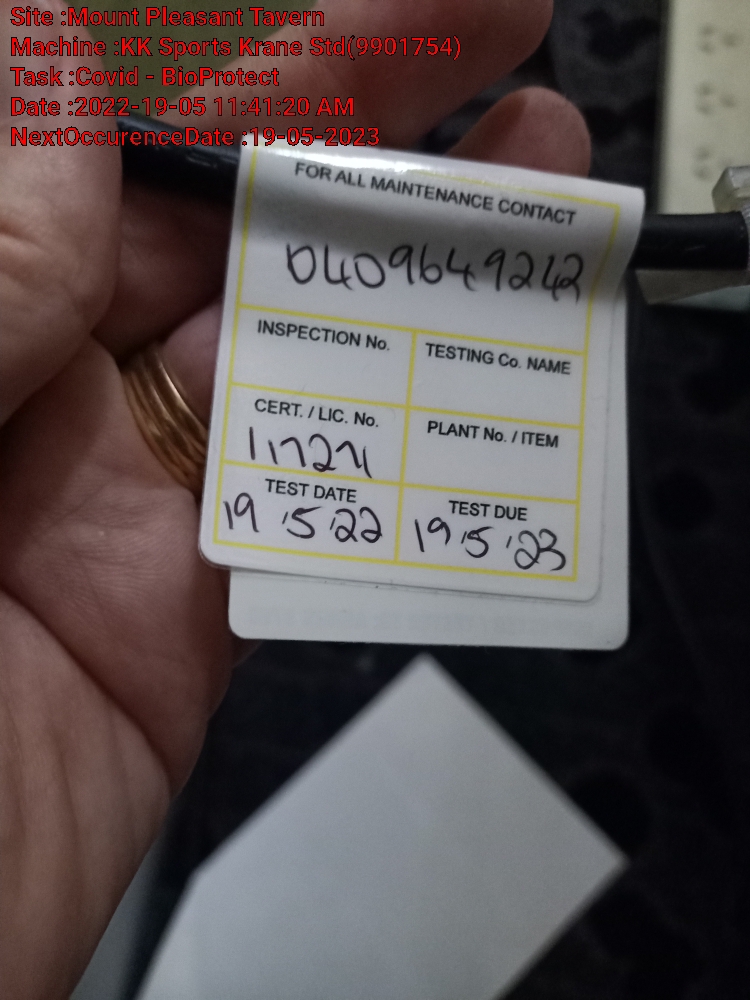 Site :Mount Pleasant Tavern
Machine :KK Sports Krane Std(9901754)
Task :Covid - BioProtect
Date :2022-19-05 11:41:20 AM
NextOccurenceDate :19-05-2023
FOR ALL MAINTENANCE CONTACT
0409649242
INSPECTION No.
TESTING Co. NAME
CERT. / LIC. No.
PLANT No. / ITEM
TEST DATE
19 '5 '22
TEST DUE
19 '5 '23